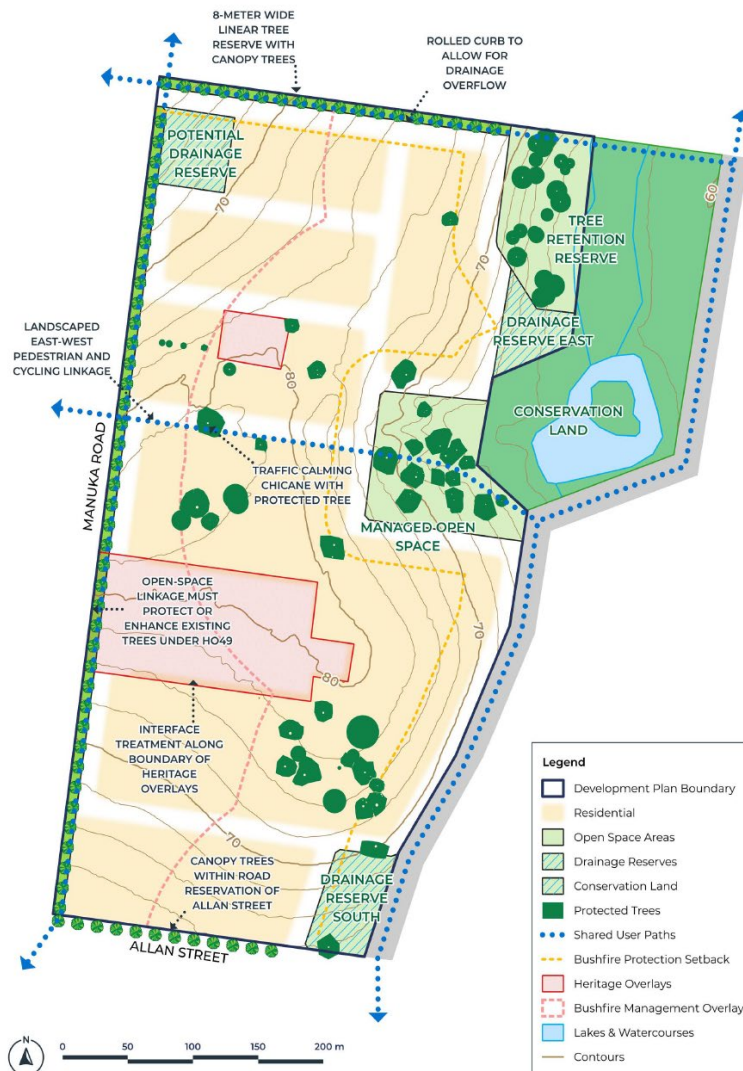 8-METER WIDE
LINEAR TREE
RESERVE WITH
CANOPY TREES
ROLLED CURB TO
ALLOW FOR
DRAINAGE
OVERFLOW
POTENTIAL
DRAINAGE
RESERVE
70
60
TREE
RETENTION
RESERVE
70
LANDSCAPED
EAST-WEST
PEDESTRIAN AND
CYCLING LINKAGE
DRAINAGE
RESERVE EAST
80
CONSERVATION
LAND
MANUKA ROAD
TRAFFIC CALMING
CHICANE WITH
PROTECTED TREE
MANAGED OPEN
SPACE
OPEN-SPACE
LINKAGE MUST
PROTECT OR
ENHANCE EXISTING
TREES UNDER HO49
70
80
INTERFACE
TREATMENT ALONG
BOUNDARY OF
HERITAGE
OVERLAYS
70
CANOPY TREES
WITHIN ROAD
RESERVATION OF
ALLAN STREET
DRAINAGE
RESERVE
SOUTH
ALLAN STREET
Legend
Development Plan Boundary
Residential
Open Space Areas
Drainage Reserves
Conservation Land
Protected Trees
Shared User Paths
Bushfire Protection Setback
Heritage Overlays
Bushfire Management Overlay
Lakes & Watercourses
Contours
N
0 50 100 150 200 m